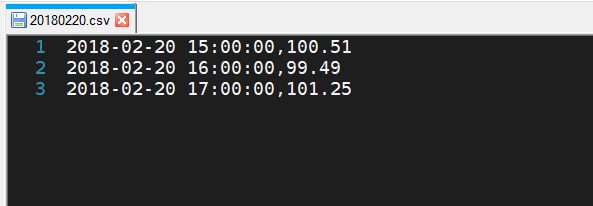 20180220.csv
1 2018-02-20 15:00:00,100.51
2 2018-02-20 16:00:00,99.49
3 2018-02-20 17:00:00,101.25